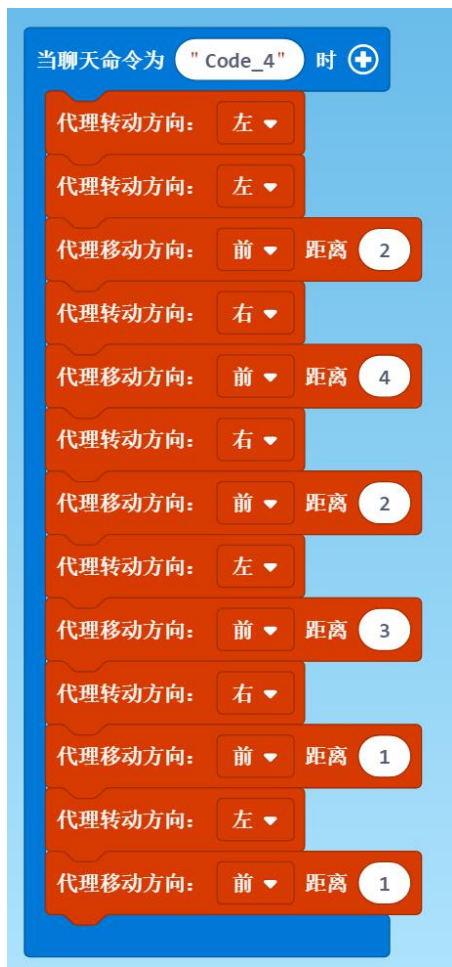 当聊天命令为 "Code_4" 时
代理转动方向： 左
代理转动方向： 左
代理移动方向： 前 距离 2
代理转动方向： 右
代理移动方向： 前 距离 4
代理转动方向： 右
代理移动方向： 前 距离 2
代理转动方向： 左
代理移动方向： 前 距离 3
代理转动方向： 右
代理移动方向： 前 距离 1
代理转动方向： 左
代理移动方向： 前 距离 1